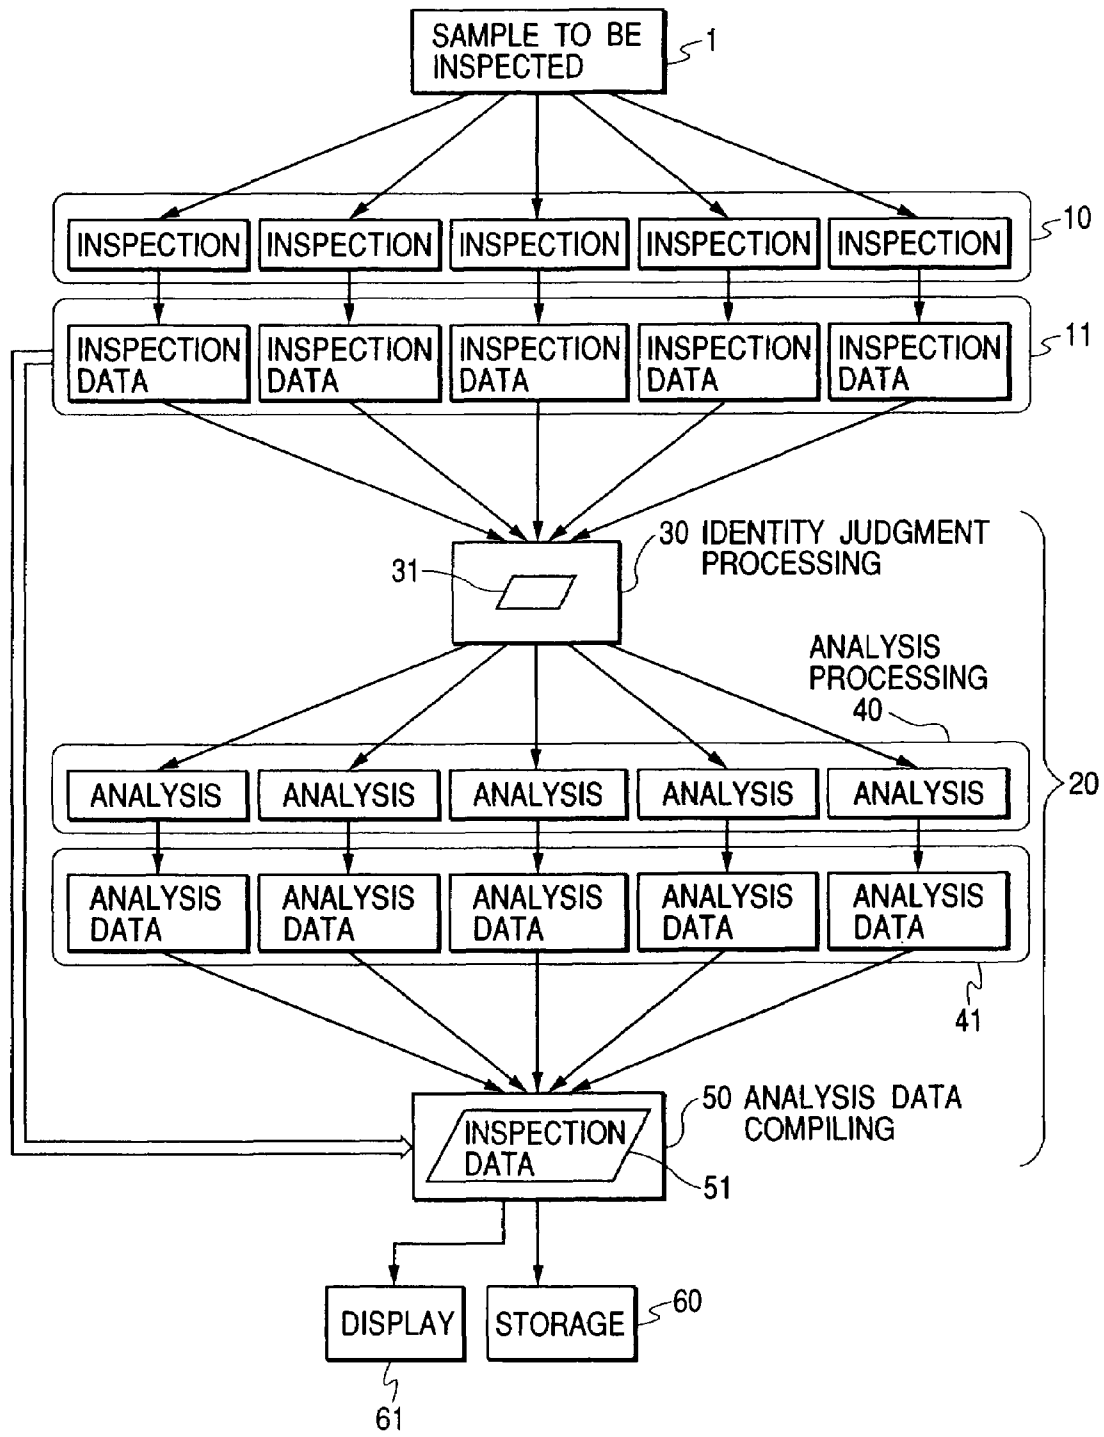 SAMPLE TO BE
INSPECTED
1
INSPECTION INSPECTION INSPECTION INSPECTION INSPECTION
10
INSPECTION INSPECTION INSPECTION INSPECTION INSPECTION
DATA DATA DATA DATA DATA
11
30 IDENTITY JUDGMENT
PROCESSING
31
ANALYSIS
PROCESSING
40
ANALYSIS ANALYSIS ANALYSIS ANALYSIS ANALYSIS
20
ANALYSIS ANALYSIS ANALYSIS ANALYSIS ANALYSIS
DATA DATA DATA DATA DATA
41
50 ANALYSIS DATA
COMPILING
INSPECTION
DATA
51
DISPLAY STORAGE
60
61